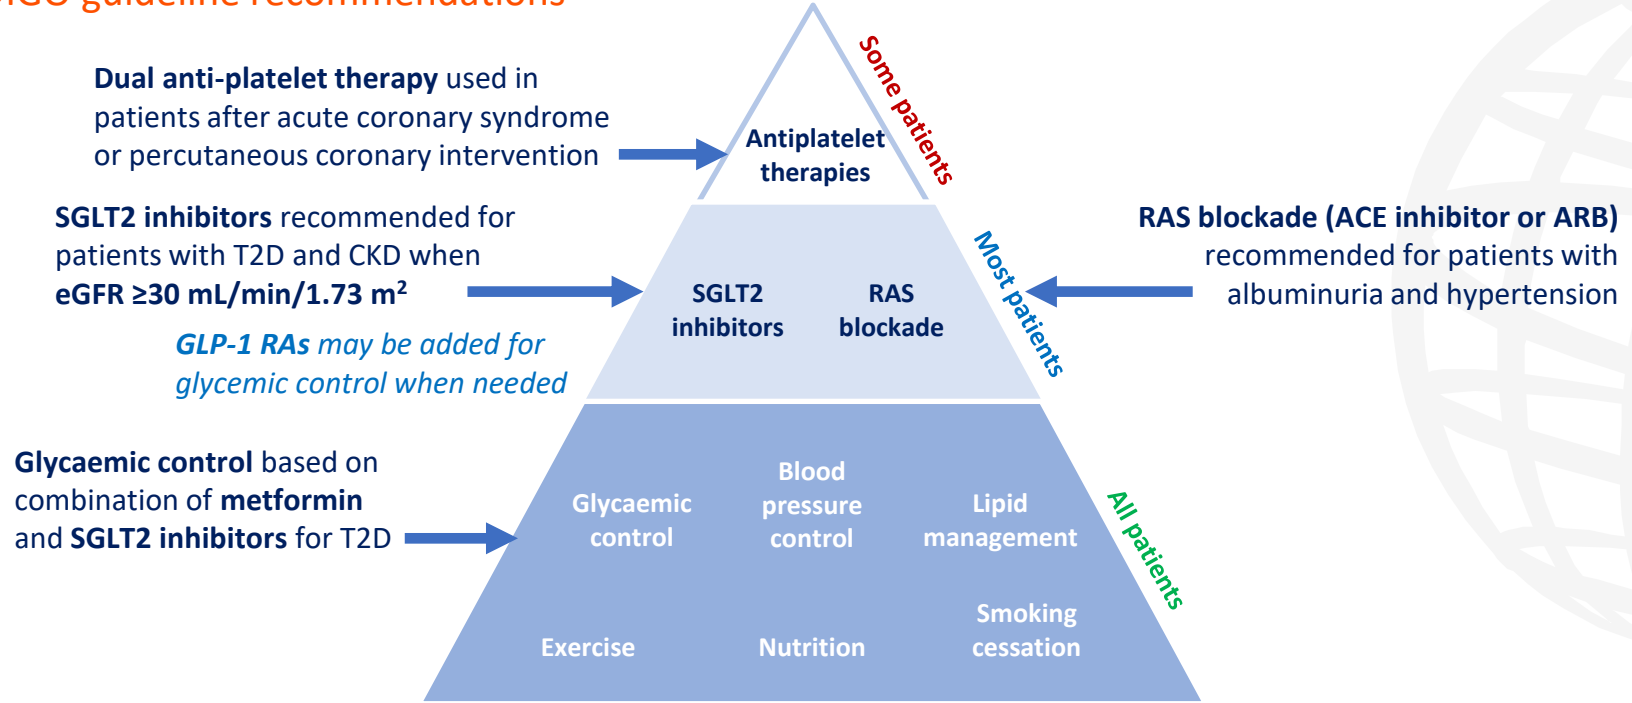 guideline recommendations
Dual anti-platelet therapy used in
patients after acute coronary syndrome
or percutaneous coronary intervention
Antiplatelet
therapies
Some patients
SGLT2 inhibitors recommended for
patients with T2D and CKD when
eGFR ≥30 mL/min/1.73 m²
GLP-1 RAs may be added for
glycemic control when needed
SGLT2
inhibitors
RAS
blockade
Most patients
RAS blockade (ACE inhibitor or ARB)
recommended for patients with
albuminuria and hypertension
Glycaemic control based on
combination of metformin
and SGLT2 inhibitors for T2D
Glycaemic
control
Blood
pressure
control
Lipid
management
All patients
Exercise
Nutrition
Smoking
cessation